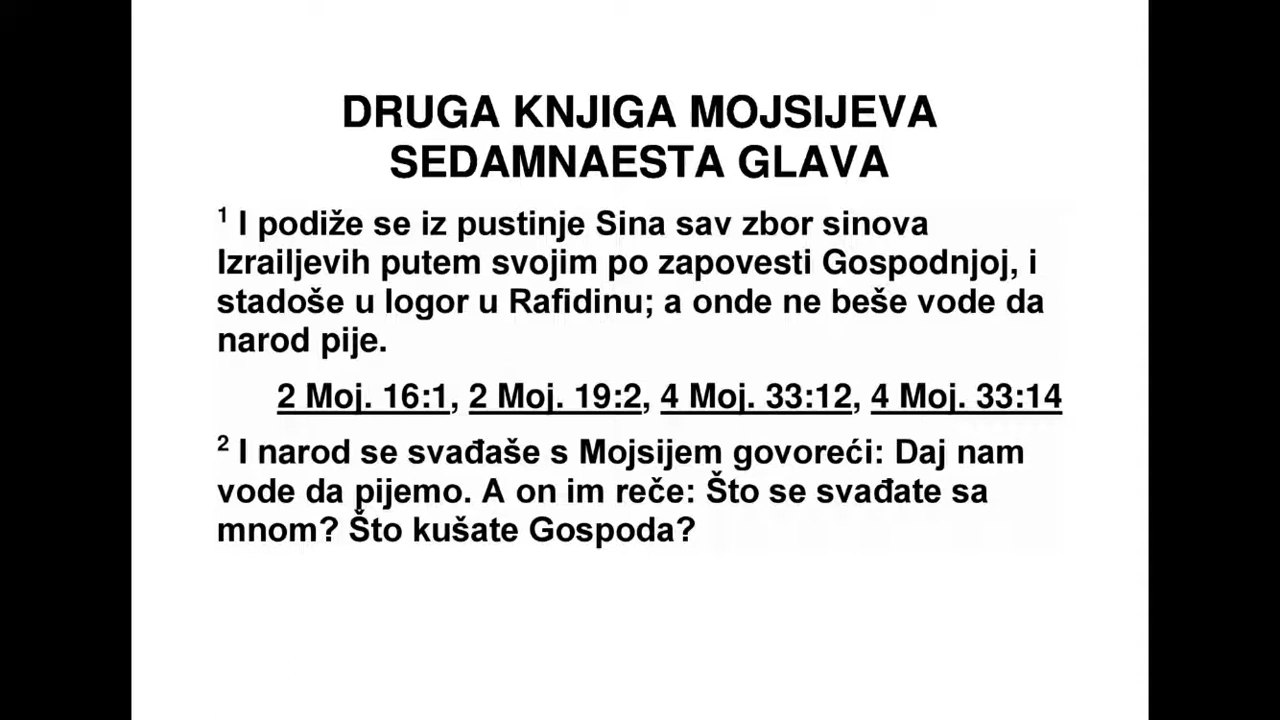 DRUGA KNJIGA MOJSIJEVA
SEDAMNAESTA GLAVA
1 I podiže se iz pustinje Sina sav zbor sinova
Izrailjevih putem svojim po zapovesti Gospodnjoj, i
stadoše u logor u Rafidinu; a onde ne beše vode da
narod pije.
2 Moj. 16:1, 2 Moj. 19:2, 4 Moj. 33:12, 4 Moj. 33:14
2 I narod se svađaše s Mojsijem govoreći: Daj nam
vode da pijemo. A on im reče: Što se svađate sa
mnom? Što kušate Gospoda?